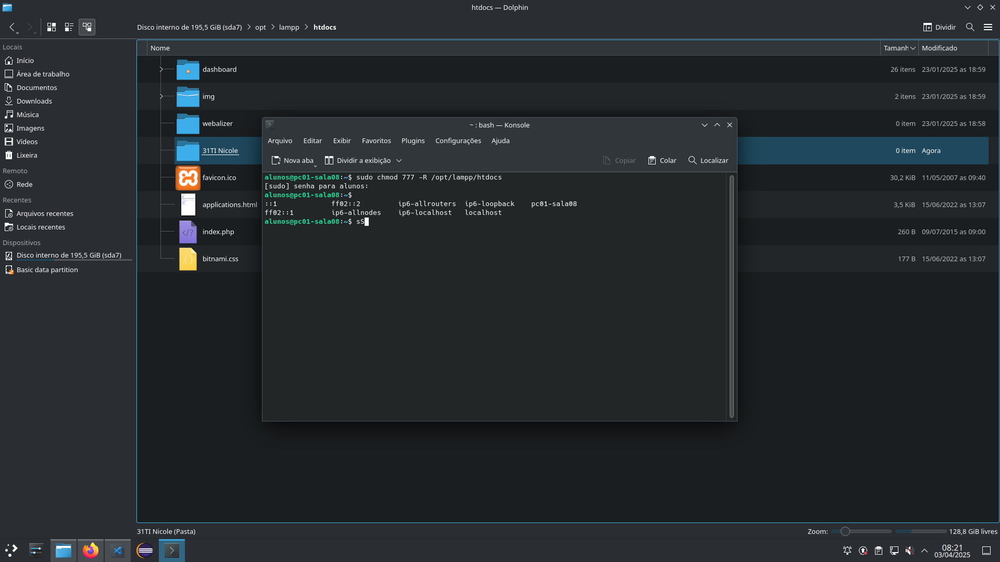 htdocs — Dolphin
Disco interno de 195,5 GiB (sda7) > opt > lampp > htdocs
Dividir
Locais
Início
Área de trabalho
Documentos
Downloads
Música
Imagens
Vídeos
Lixeira
Remoto
Rede
Recentes
Arquivos recentes
Locais recentes
Dispositivos
Disco interno de 195,5 GiB (sda7)
Basic data partition
Nome Tamanh Modificado
dashboard 26 itens 23/01/2025 as 18:59
img 2 itens 23/01/2025 as 18:59
webalizer 0 item 23/01/2025 as 18:58
31TI Nicole 0 item Agora
favicon.ico 30,2 KiB 11/05/2007 as 09:40
applications.html 3,5 KiB 15/06/2022 as 13:07
index.php 260 B 09/07/2015 as 09:00
bitnami.css 177 B 15/06/2022 as 13:07
~ : bash — Konsole
Arquivo Editar Exibir Favoritos Plugins Configurações Ajuda
Nova aba Dividir a exibição Copiar Colar Localizar
alunos@pc01-sala08:~$ sudo chmod 777 -R /opt/lampp/htdocs
[sudo] senha para alunos:
alunos@pc01-sala08:~$
::1 ff02::2 ip6-allrouters ip6-loopback pc01-sala08
ff02::1 ip6-allnodes ip6-localhost localhost
alunos@pc01-sala08:~$ sS
31TI Nicole (Pasta)
Zoom:
128,8 GiB livres
08:21
03/04/2025